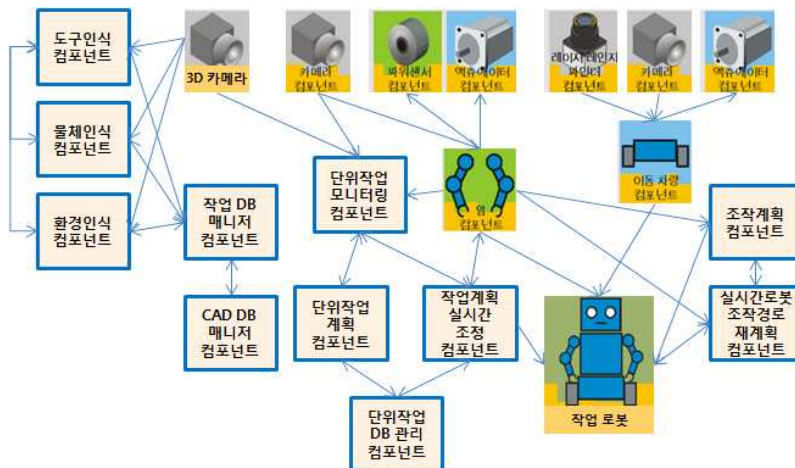 도구인식
컴포넌트
3D 카메라
카메라
컴포넌트
파워센서
컴포넌트
액츄에이터
컴포넌트
레이저 레인지
파인더
컴포넌트
카메라
컴포넌트
액츄에이터
컴포넌트
물체인식
컴포넌트
환경인식
컴포넌트
작업 DB
매니저
컴포넌트
단위작업
모니터링
컴포넌트
암
컴포넌트
이동 차량
컴포넌트
조작계획
컴포넌트
CAD DB
매니저
컴포넌트
단위작업
계획
컴포넌트
작업계획
실시간
조정
컴포넌트
실시간로봇
조작경로
재계획
컴포넌트
작업 로봇
단위작업
DB 관리
컴포넌트